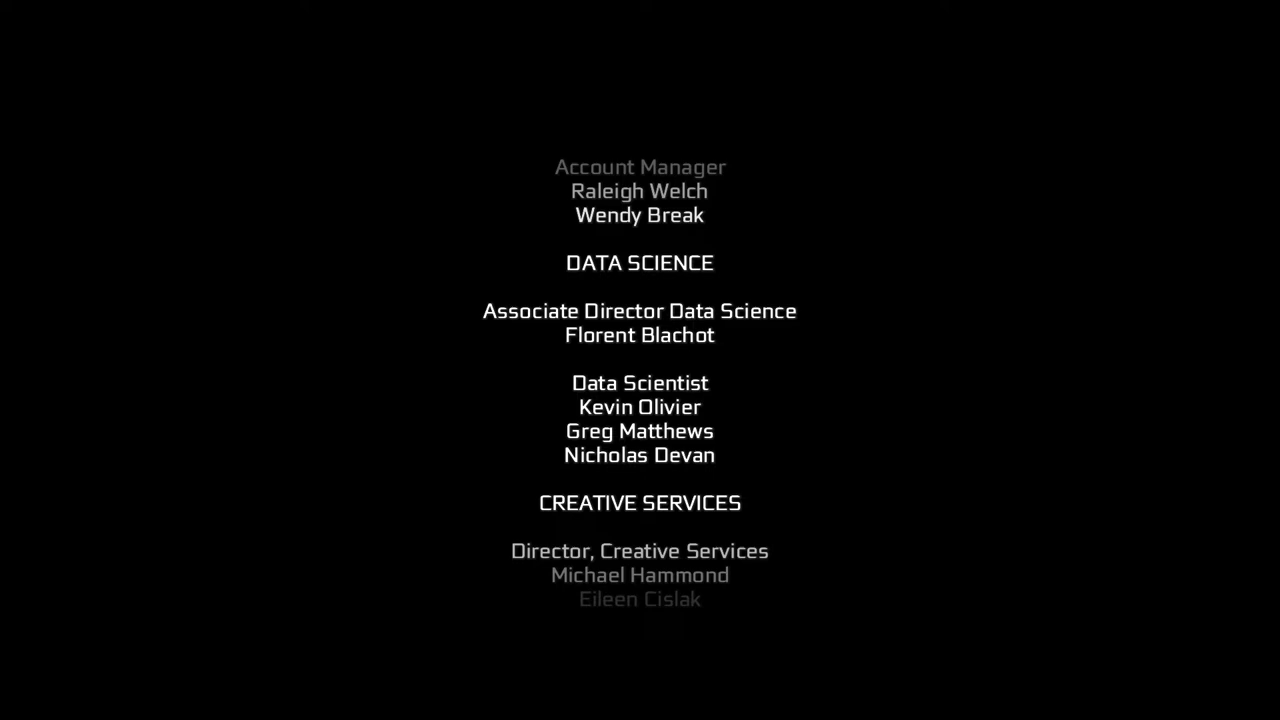 Account Manager
Raleigh Welch
Wendy Break
DATA SCIENCE
Associate Director Data Science
Florent Blachot
Data Scientist
Kevin Olivier
Greg Matthews
Nicholas Devan
CREATIVE SERVICES
Director, Creative Services
Michael Hammond
Eileen Cislak